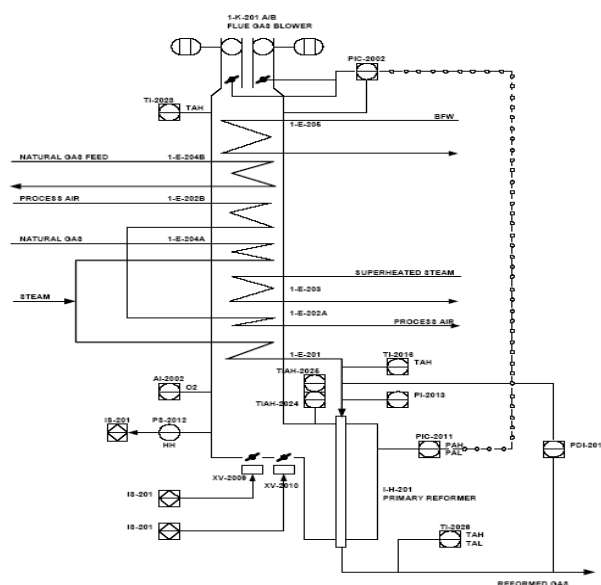 1-K-201 A/B
FLUE GAS BLOWER
PIC-2002
TI-2028
TAH
1-E-205
BFW
NATURAL GAS FEED
1-E-204B
PROCESS AIR
1-E-202B
NATURAL GAS
1-E-204A
SUPERHEATED STEAM
1-E-203
STEAM
1-E-202A
PROCESS AIR
1-E-201
TI-2016
TAH
TIAH-2025
AI-2002
O2
TIAH-2024
PI-2013
IS-201
PS-2012
HH
PIC-2011
PAH
PAL
PDI-201
XV-2009
XV-2010
I-H-201
PRIMARY REFORMER
IS-201
IS-201
TI-2026
TAH
TAL
REFORMED GAS